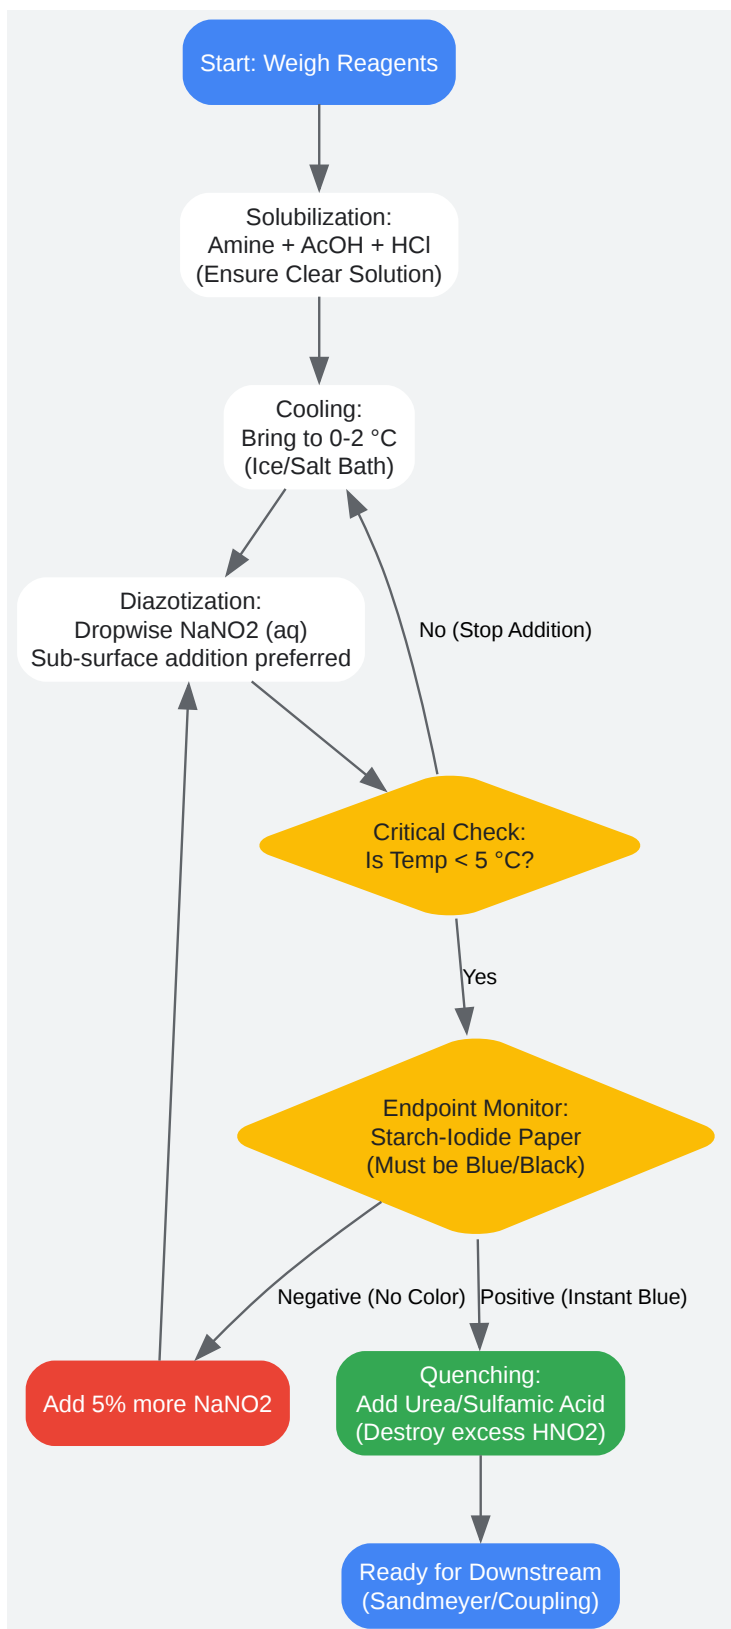 Start: Weigh Reagents
Solubilization:
Amine + AcOH + HCl
(Ensure Clear Solution)
Cooling:
Bring to 0-2 °C
(Ice/Salt Bath)
Diazotization:
Dropwise NaNO2 (aq)
Sub-surface addition preferred
No (Stop Addition)
Critical Check:
Is Temp < 5 °C?
Yes
Endpoint Monitor:
Starch-Iodide Paper
(Must be Blue/Black)
Negative (No Color)
Positive (Instant Blue)
Add 5% more NaNO2
Quenching:
Add Urea/Sulfamic Acid
(Destroy excess HNO2)
Ready for Downstream
(Sandmeyer/Coupling)